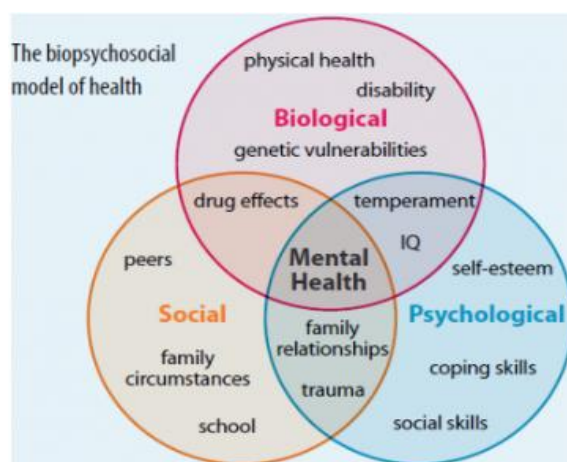 The biopsychosocial
model of health
physical health
disability
Biological
genetic vulnerabilities
drug effects
temperament
IQ
Mental
Health
peers
self-esteem
Social
Psychological
family
relationships
family
circumstances
coping skills
trauma
school
social skills